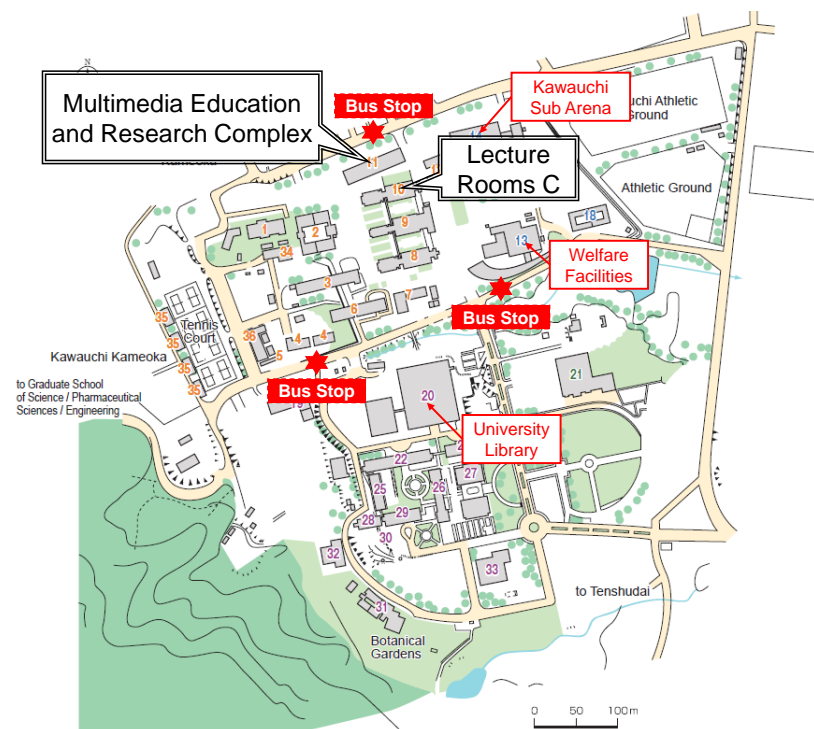 N
Multimedia Education
and Research Complex
Bus Stop
Kawauchi
Sub Arena
Athletic
Ground
Lecture
Rooms C
Athletic Ground
11
10
18
1
2
9
13
34
8
Welfare
Facilities
3
7
6
Bus Stop
35
Tennis
Court
36
4
4
35
5
Kawauchi Kameoka
35
35
21
Bus Stop
to Graduate School
of Science / Pharmaceutical
Sciences / Engineering
20
19
University
Library
22
27
25
26
29
28
30
32
33
31
to Tenshudai
Botanical
Gardens
0 50 100m